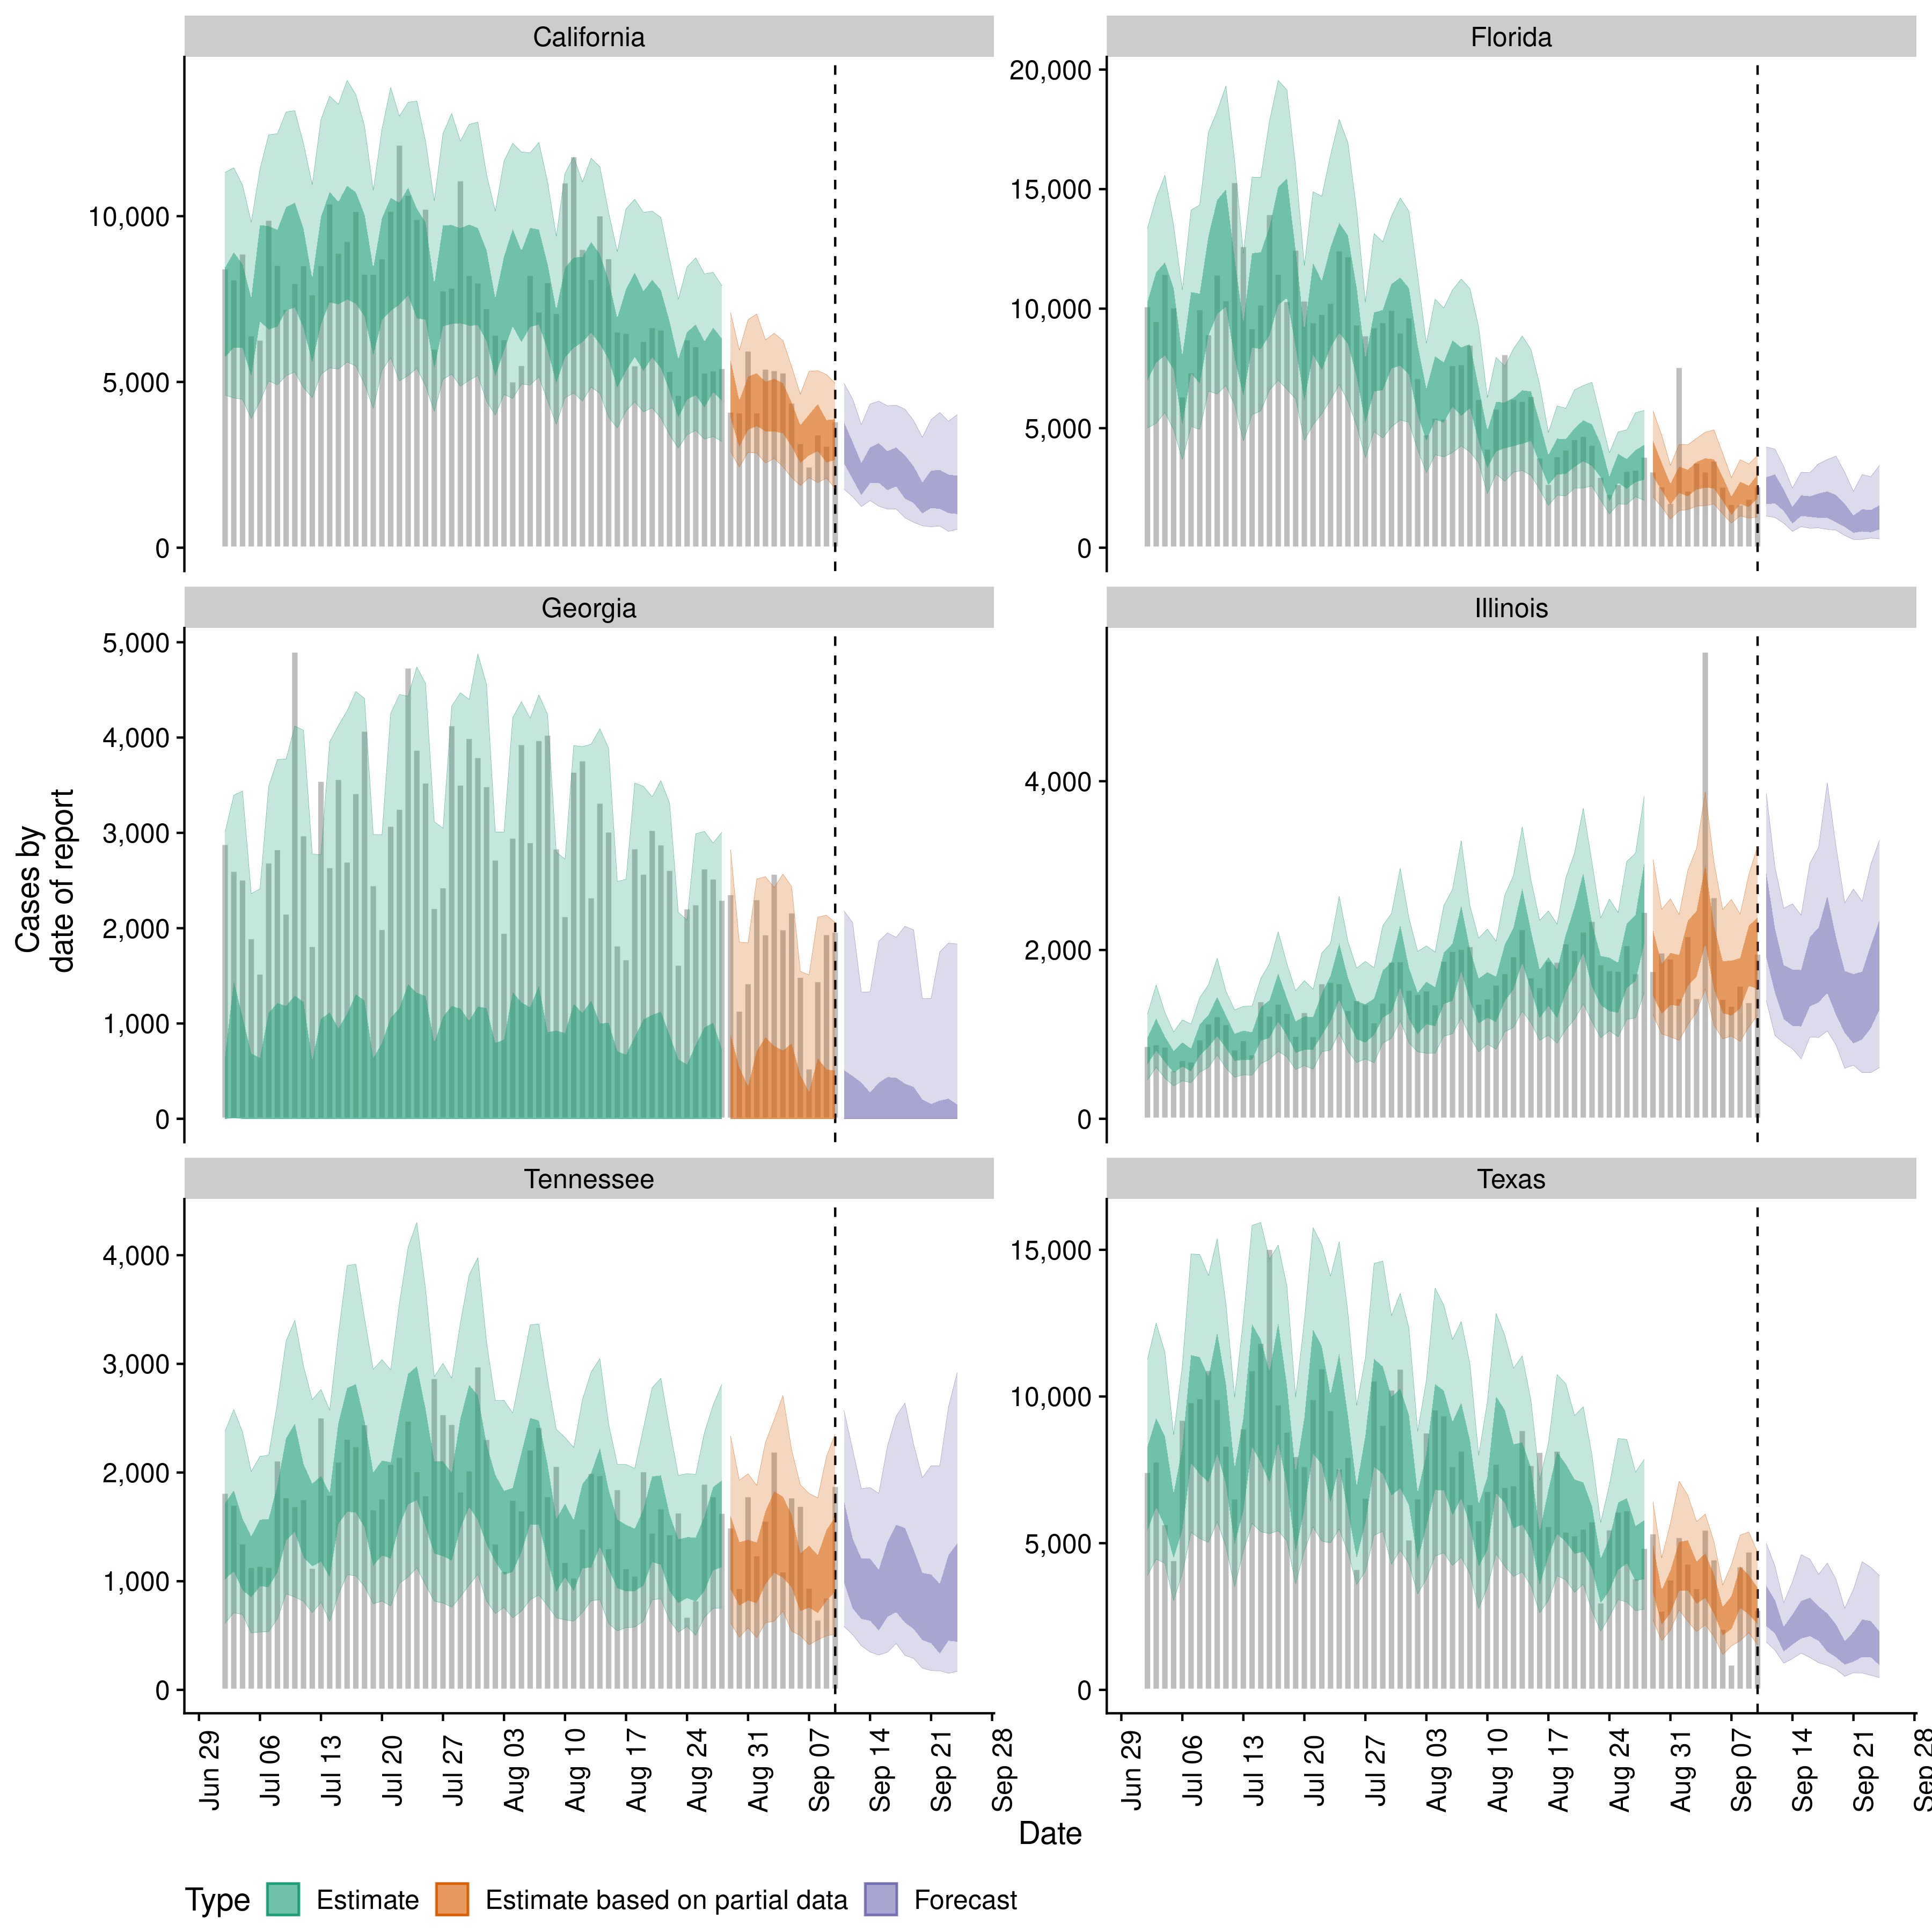 California
Florida
10,000
5,000
0
20,000
15,000
10,000
5,000
0
Georgia
Illinois
5,000
4,000
3,000
2,000
1,000
0
4,000
2,000
0
Cases by
date of report
Tennessee
Texas
4,000
3,000
2,000
1,000
0
15,000
10,000
5,000
0
Jun 29
Jul 06
Jul 13
Jul 20
Jul 27
Aug 03
Aug 10
Aug 17
Aug 24
Aug 31
Sep 07
Sep 14
Sep 21
Sep 28
Jun 29
Jul 06
Jul 13
Jul 20
Jul 27
Aug 03
Aug 10
Aug 17
Aug 24
Aug 31
Sep 07
Sep 14
Sep 21
Sep 28
Date
Type Estimate Estimate based on partial data Forecast